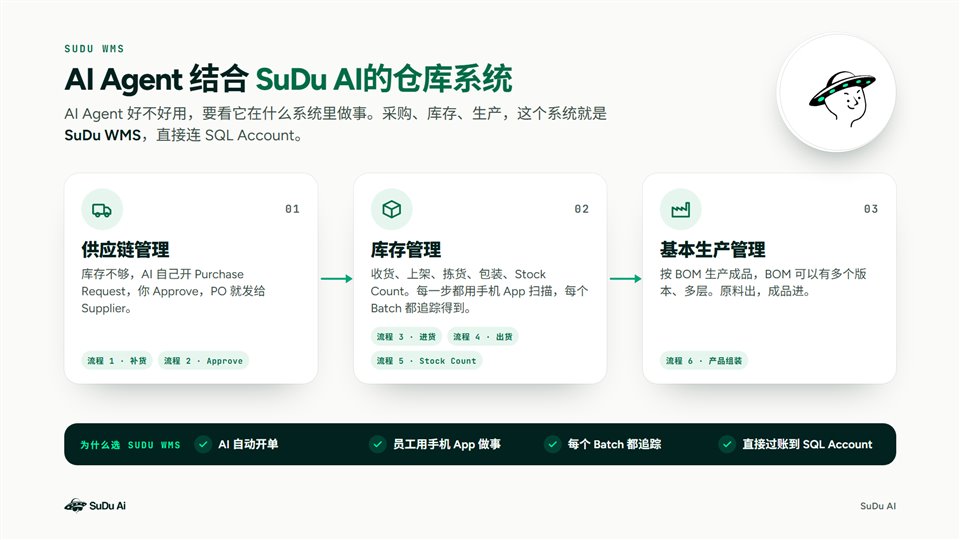 SUDU WMS
AI Agent 结合 SuDu AI的仓库系统
AI Agent 好不好用，要看它在什么系统里做事。采购、库存、生产，这个系统就是
SuDu WMS，直接连 SQL Account。
01
供应链管理
库存不够，AI 自己开 Purchase
Request，你 Approve，PO 就发给
Supplier。
流程 1 · 补货
流程 2 · Approve
02
库存管理
收货、上架、拣货、包装、Stock
Count。每一步都用手机 App 扫描，每个
Batch 都追踪得到。
流程 3 · 进货
流程 4 · 出货
流程 5 · Stock Count
03
基本生产管理
按 BOM 生产成品，BOM 可以有多个版
本、多层。原料出，成品进。
流程 6 · 产品组装
为什么选 SUDU WMS
AI 自动开单
员工用手机 App 做事
每个 Batch 都追踪
直接过账到 SQL Account
SuDu Ai
SuDu AI